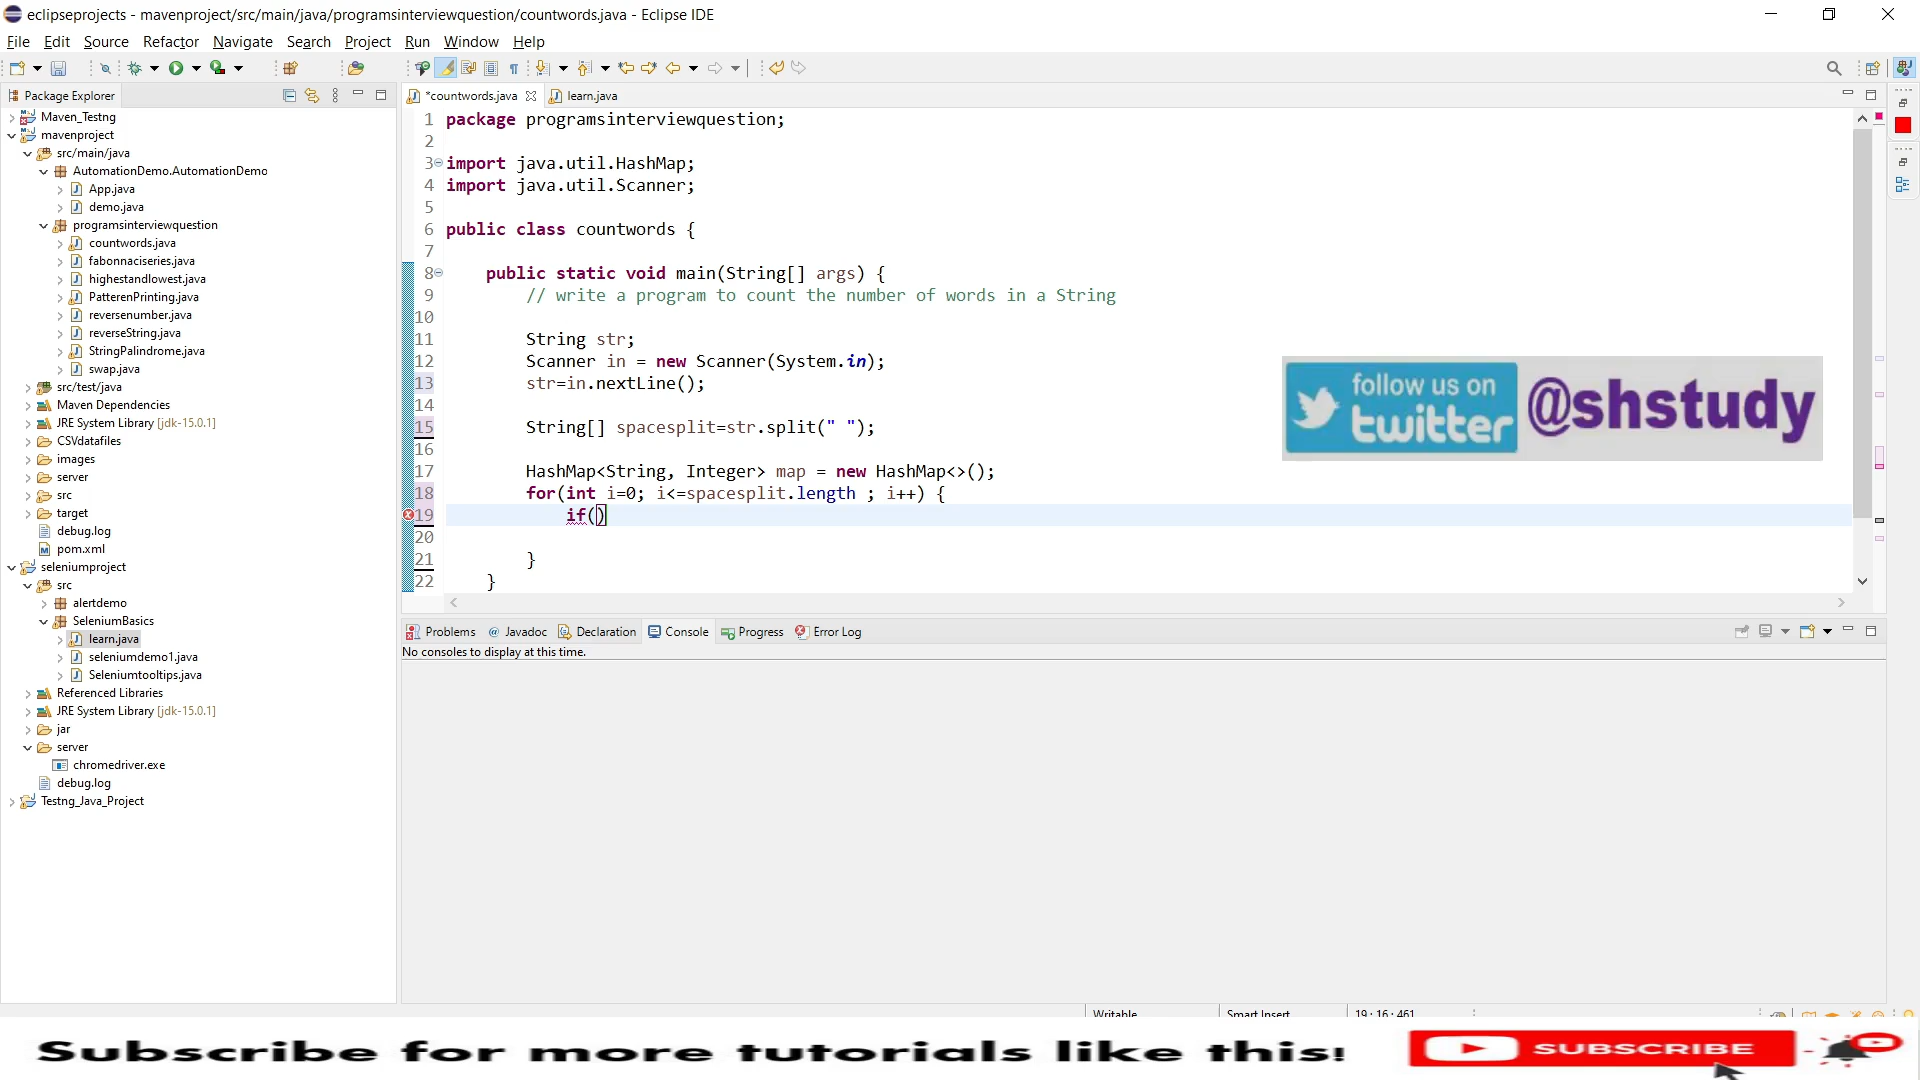 eclipseprojects - mavenproject/src/main/java/programsinterviewquestion/countwords.java - Eclipse IDE
File Edit Source Refactor Navigate Search Project Run Window Help
Package Explorer
Maven_Testng
mavenproject
src/main/java
AutomationDemo.AutomationDemo
App.java
demo.java
programsinterviewquestion
countwords.java
fabonnaciseries.java
highestandlowest.java
PatterenPrinting.java
reversenumber.java
reverseString.java
StringPalindrome.java
swap.java
src/test/java
Maven Dependencies
JRE System Library [jdk-15.0.1]
CSVdatafiles
images
server
src
target
debug.log
pom.xml
seleniumproject
src
alertdemo
SeleniumBasics
learn.java
seleniumdemo1.java
Seleniumtooltips.java
Referenced Libraries
JRE System Library [jdk-15.0.1]
jar
server
chromedriver.exe
debug.log
Testng_Java_Project
*countwords.java learn.java
1 package programsinterviewquestion;
2
3 import java.util.HashMap;
4 import java.util.Scanner;
5
6 public class countwords {
7
8 public static void main(String[] args) {
9 // write a program to count the number of words in a String
10
11 String str;
12 Scanner in = new Scanner(System.in);
13 str=in.nextLine();
14
15 String[] spacesplit=str.split(" ");
16
17 HashMap<String, Integer> map = new HashMap<>();
18 for(int i=0; i<=spacesplit.length ; i++) {
19 if()
20
21 }
22 }
follow us on
twitter
@shstudy
Problems @ Javadoc Declaration Console Progress Error Log
No consoles to display at this time.
Writable Smart Insert 19 : 16 : 461
Subscribe for more tutorials like this!
SUBSCRIBE